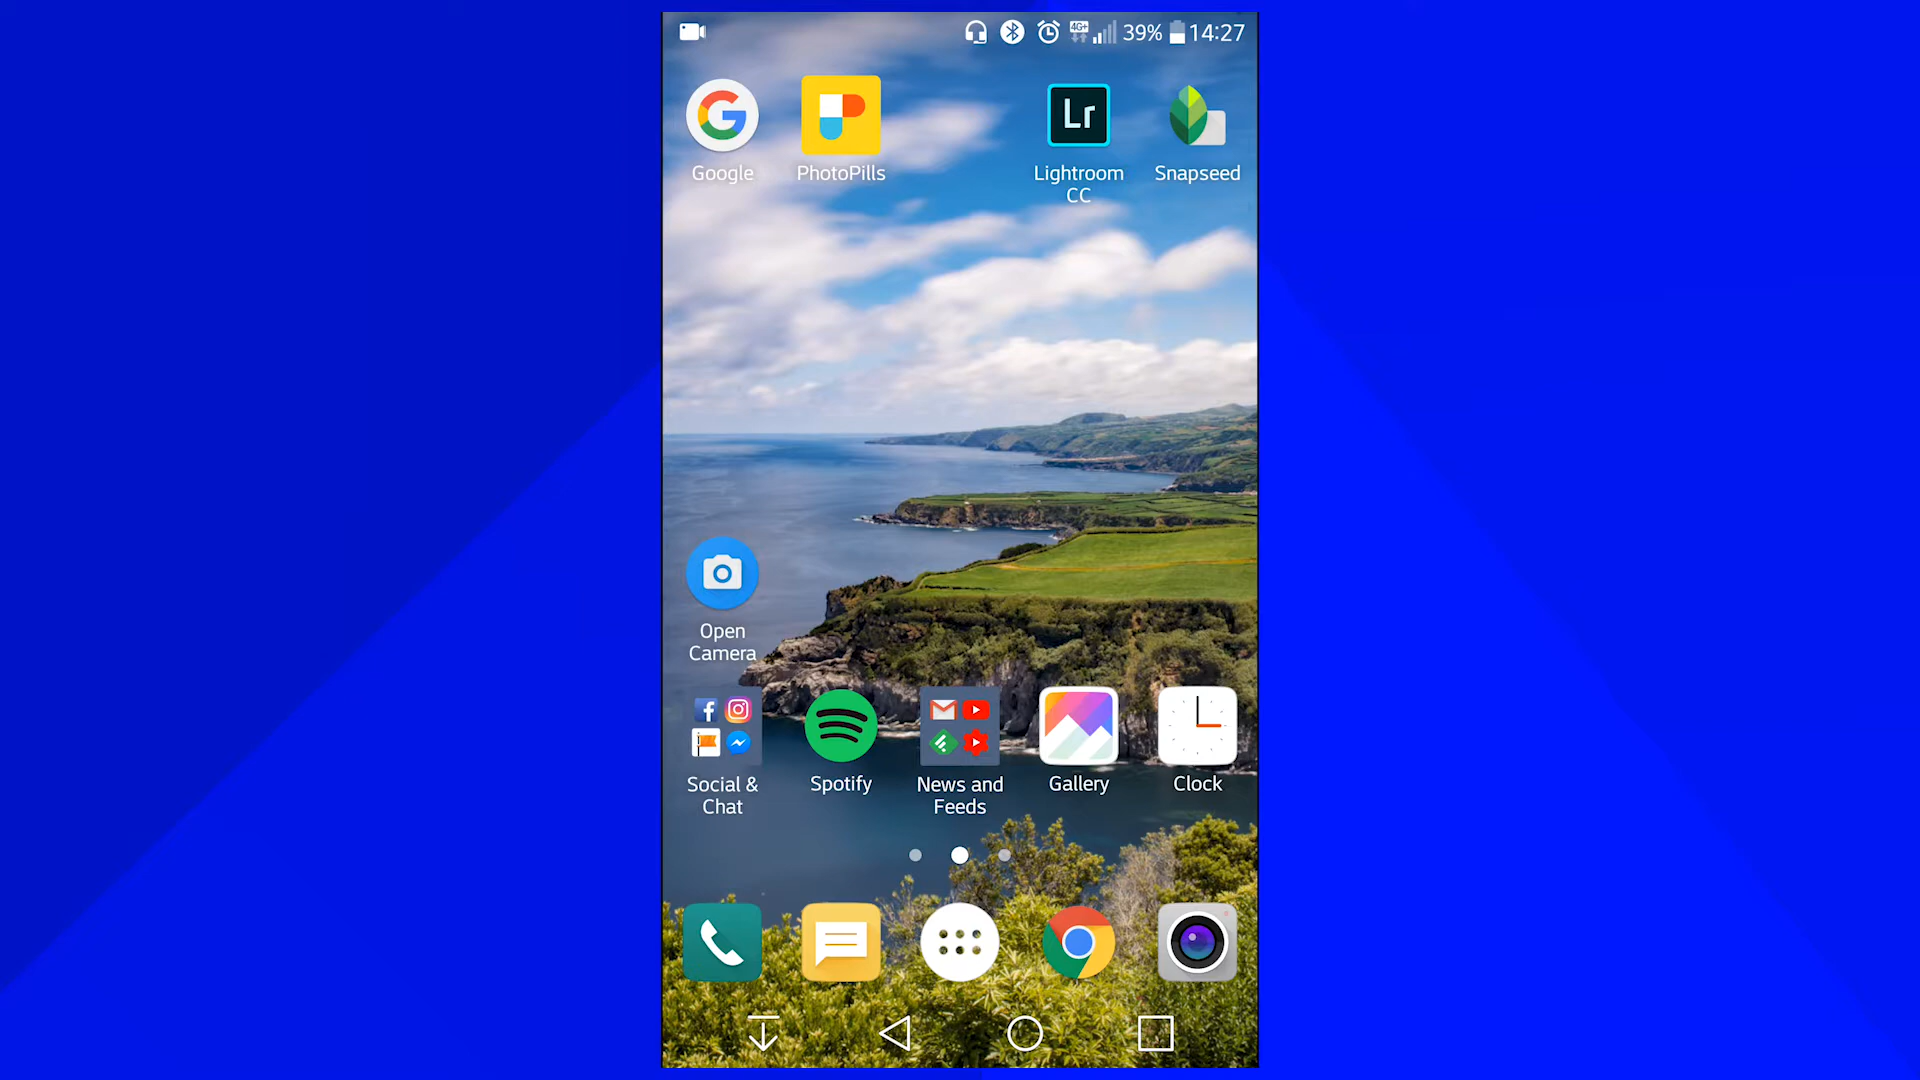 4G+ 39% 14:27
Google PhotoPills Lightroom Snapseed
CC
Lr
Open
Camera
Social & Spotify News and Gallery Clock
Chat Feeds